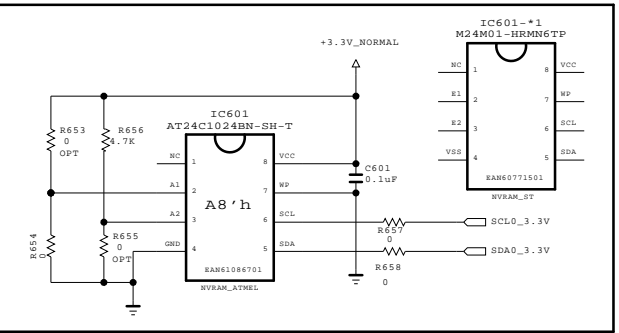 IC601-*1
M24M01-HRMN6TP
+3.3V_NORMAL
NC 1 8 VCC
E1 2 7 WP
E2 3 6 SCL
VSS 4 5 SDA
EAN60771501
NVRAM_ST
R653
0
OPT
R656
4.7K
IC601
AT24C1024BN-SH-T
NC 1 8 VCC
A1 2 7 WP
A2 3 6 SCL
GND 4 5 SDA
A8'h
EAN61086701
NVRAM_ATMEL
C601
0.1uF
R654
0
R655
0
OPT
R657
0
SCL0_3.3V
R658
0
SDA0_3.3V